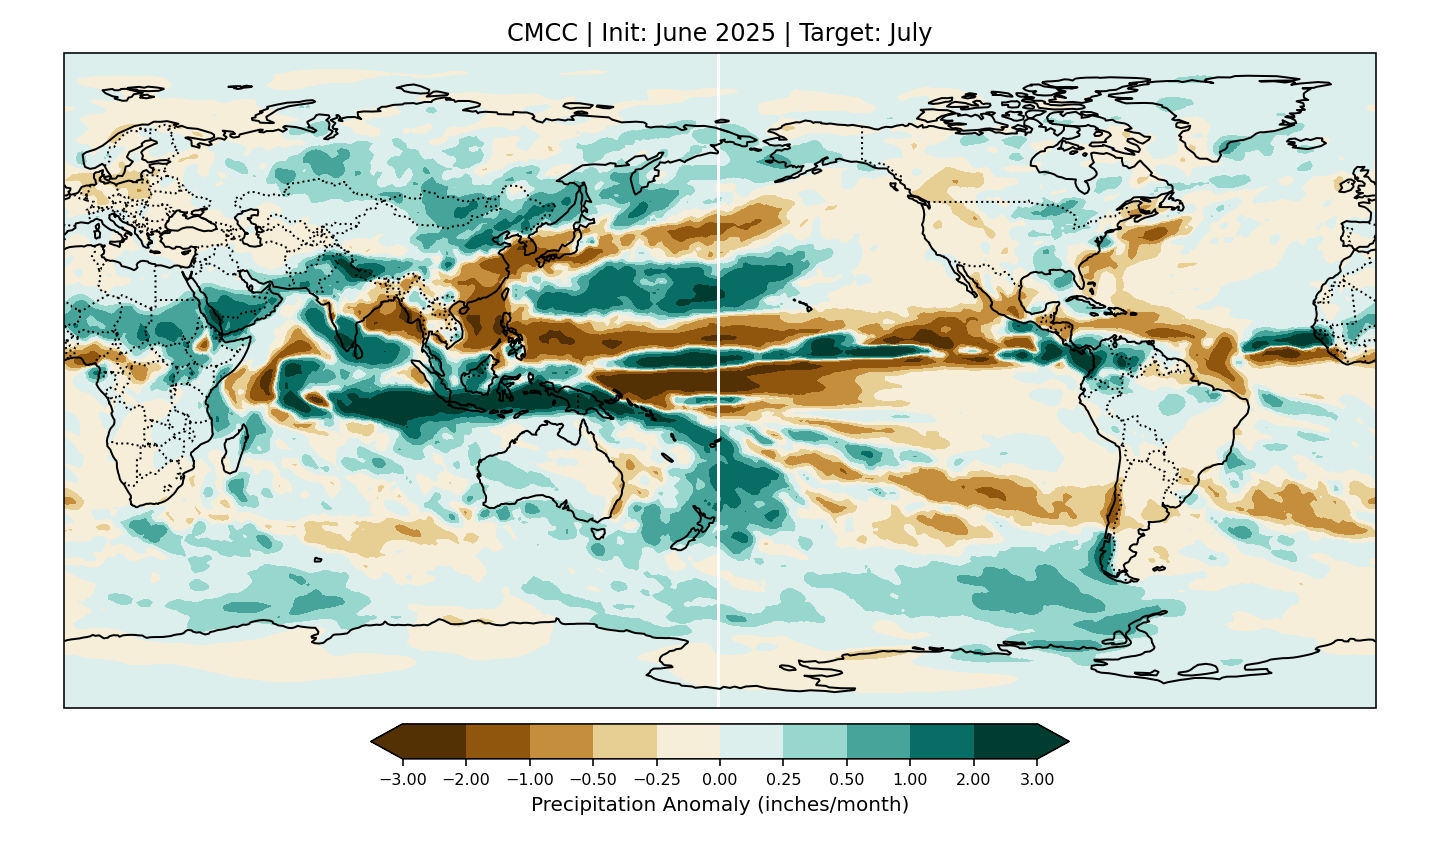 CMCC | Init: June 2025 | Target: July
−3.00 −2.00 −1.00 −0.50 −0.25 0.00 0.25 0.50 1.00 2.00 3.00
Precipitation Anomaly (inches/month)